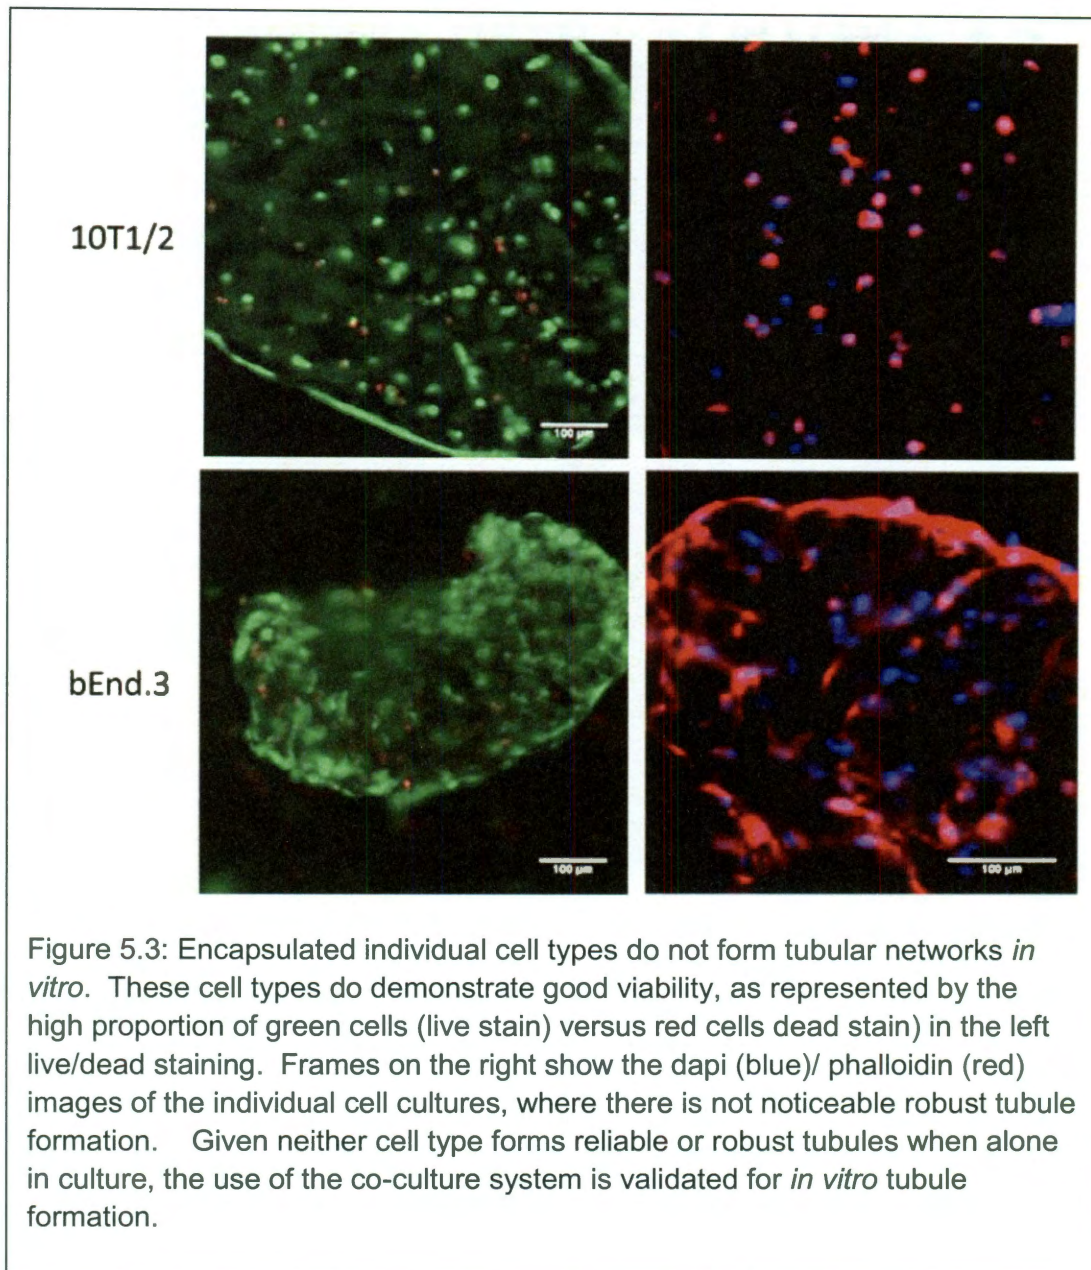 10T1/2
100 µm
bEnd.3
100 µm
100 µm
Figure 5.3: Encapsulated individual cell types do not form tubular networks in
vitro. These cell types do demonstrate good viability, as represented by the
high proportion of green cells (live stain) versus red cells dead stain) in the left
live/dead staining. Frames on the right show the dapi (blue)/ phalloidin (red)
images of the individual cell cultures, where there is not noticeable robust tubule
formation. Given neither cell type forms reliable or robust tubules when alone
in culture, the use of the co-culture system is validated for in vitro tubule
formation.